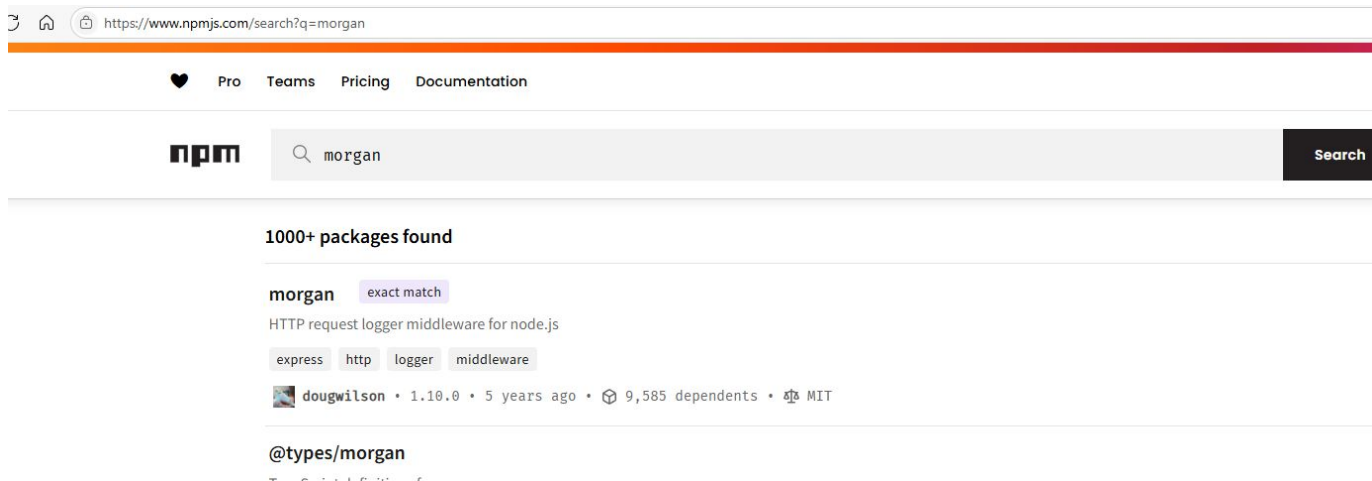 https://www.npmjs.com/search?q=morgan
Pro Teams Pricing Documentation
npm morgan Search
1000+ packages found
morgan exact match
HTTP request logger middleware for node.js
express http logger middleware
dougwilson • 1.10.0 • 5 years ago • 9,585 dependents • MIT
@types/morgan